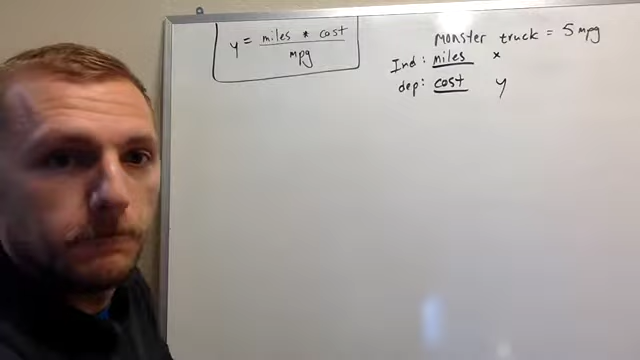 y = miles * cost / mpg
Monster truck = 5 mpg
Ind: miles x
dep: cost y